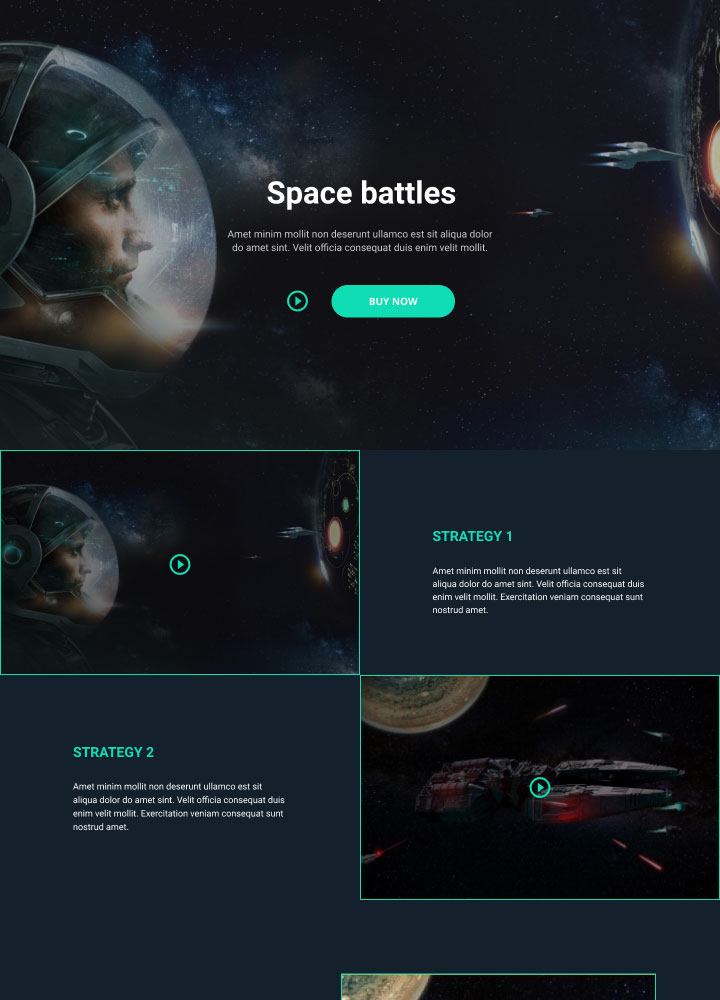 Space battles
Amet minim mollit non deserunt ullamco est sit aliqua dolor
do amet sint. Velit officia consequat duis enim velit mollit.
BUY NOW
STRATEGY 1
Amet minim mollit non deserunt ullamco est sit
aliqua dolor do amet sint. Velit officia consequat duis
enim velit mollit. Exercitation veniam consequat sunt
nostrud amet.
STRATEGY 2
Amet minim mollit non deserunt ullamco est sit
aliqua dolor do amet sint. Velit officia consequat duis
enim velit mollit. Exercitation veniam consequat sunt
nostrud amet.